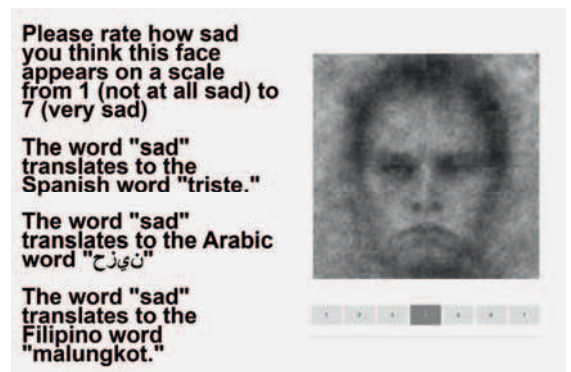 Please rate how sad
you think this face
appears on a scale
from 1 (not at all sad) to
7 (very sad)
The word "sad"
translates to the
Spanish word "triste."
The word "sad"
translates to the Arabic
word "نيزح"
The word "sad"
translates to the
Filipino word
"malungkot."